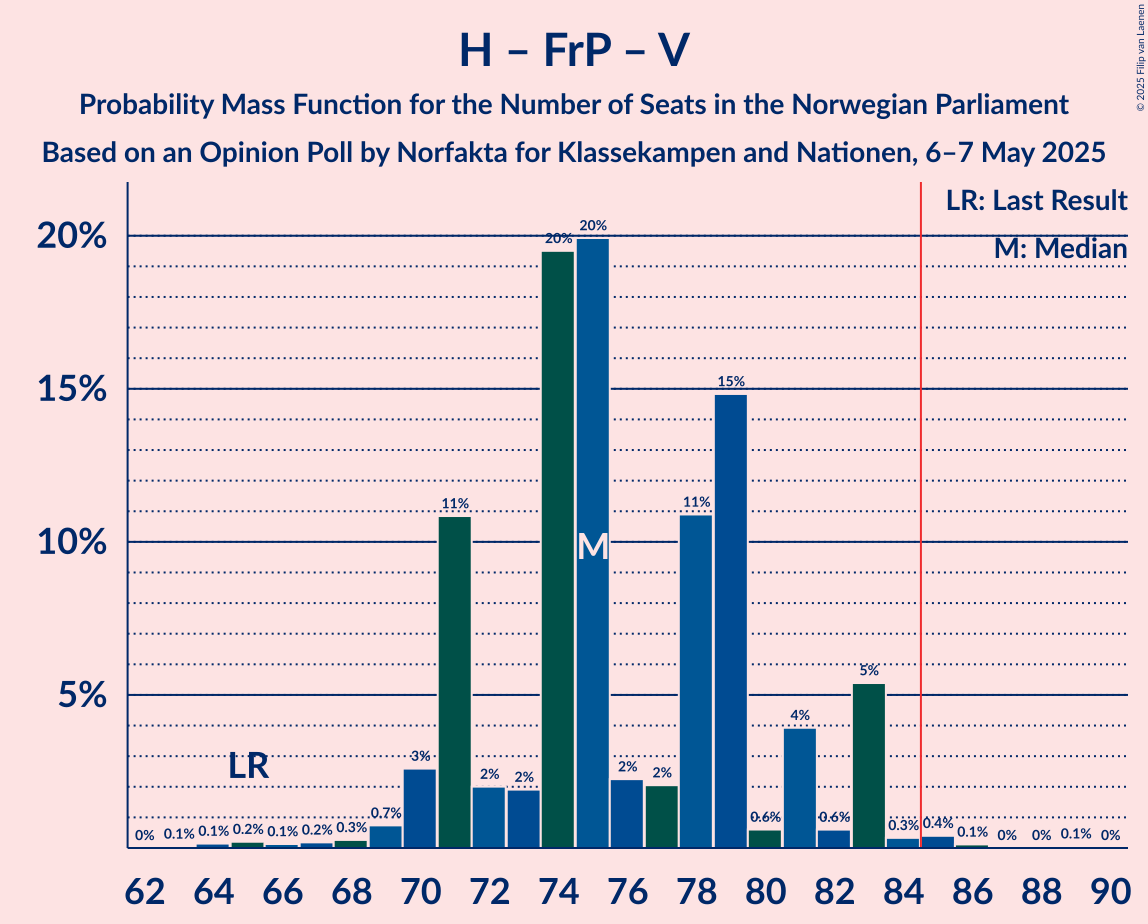 H – FrP – V
Probability Mass Function for the Number of Seats in the Norwegian Parliament
Based on an Opinion Poll by Norfakta for Klassekampen and Nationen, 6–7 May 2025
© 2025 Filip van Laenen
LR: Last Result
M: Median
20%
15%
10%
5%
0% 0.1% 0.1% 0.2% 0.1% 0.2% 0.3% 0.7% 3% 11% 2% 2% 20% 20% 2% 2% 11% 15% 0.6% 4% 0.6% 5% 0.3% 0.4% 0.1% 0% 0% 0.1% 0%
LR
M
62 64 66 68 70 72 74 76 78 80 82 84 86 88 90